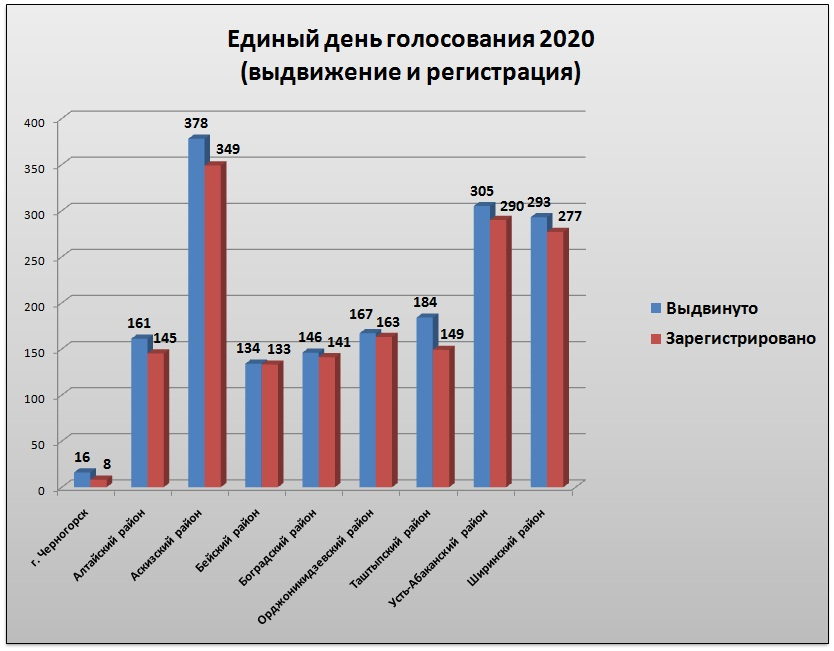 Единый день голосования 2020
(выдвижение и регистрация)
400
350
300
250
200
150
100
50
0
16
8
161
145
378
349
134
133
146
141
167
163
184
149
305
290
293
277
г. Черногорск
Алтайский район
Аскизский район
Бейский район
Боградский район
Орджоникидзевский район
Таштыпский район
Усть-Абаканский район
Ширинский район
Выдвинуто
Зарегистрировано